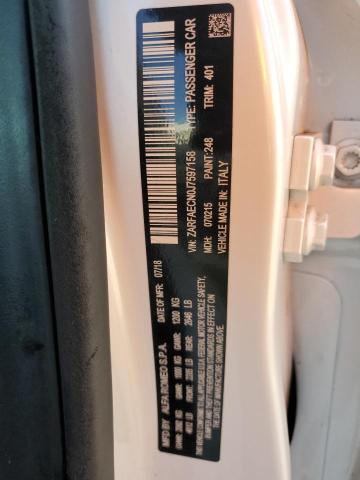 MFD BY: ALFA ROMEO S.P.A.
DATE OF MFR: 07/18
GAWR: 1200 KG
REAR: 2646 LB
THIS VEHICLE CONFORMS TO ALL APPLICABLE U.S.A. FEDERAL MOTOR VEHICLE SAFETY,
BUMPER AND THEFT PREVENTION STANDARDS IN EFFECT ON THE DATE OF MANUFACTURE SHOWN ABOVE.
VIN: ZARFAECN0J7597158
TYPE: PASSENGER CAR
MDH: 070215
PAINT: 248
TRIM: 401
VEHICLE MADE IN: ITALY